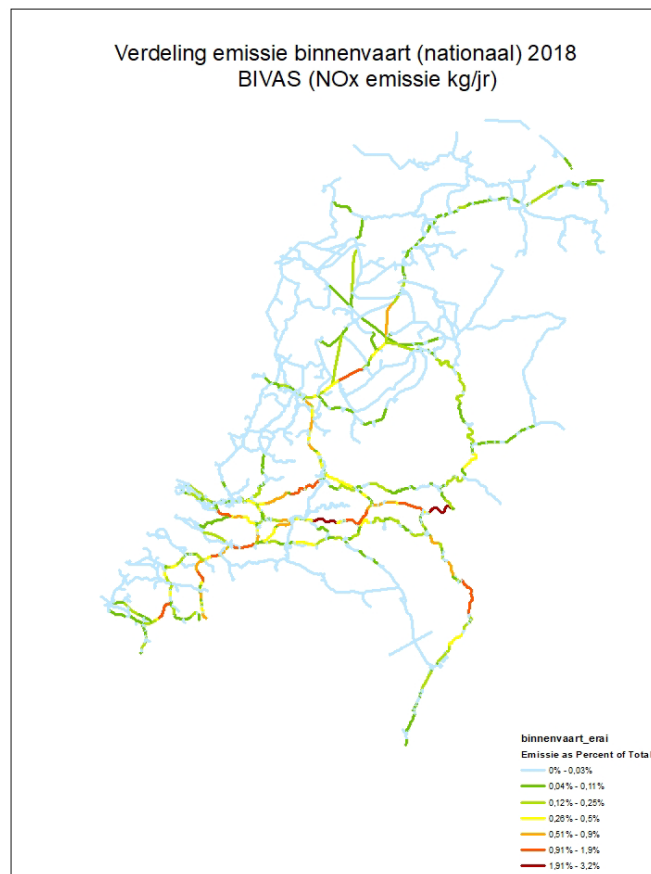 Verdeling emissie binnenvaart (nationaal) 2018
BIVAS (NOx emissie kg/jr)
binnenvaart_erai
Emissie as Percent of Total
0% - 0,03%
0,04% - 0,11%
0,12% - 0,25%
0,26% - 0,5%
0,51% - 0,9%
0,91% - 1,9%
1,91% - 3,2%